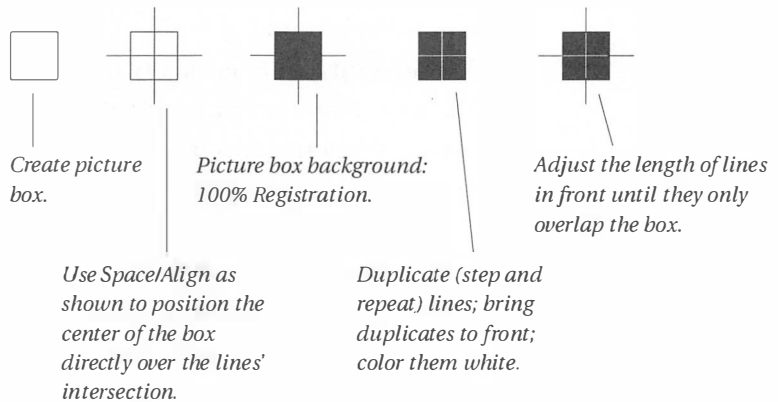 Create picture
box.
Use Space/Align as
shown to position the
center of the box
directly over the lines'
intersection.
Picture box background:
100% Registration.
Duplicate (step and
repeat) lines; bring
duplicates to front;
color them white.
Adjust the length of lines
in front until they only
overlap the box.